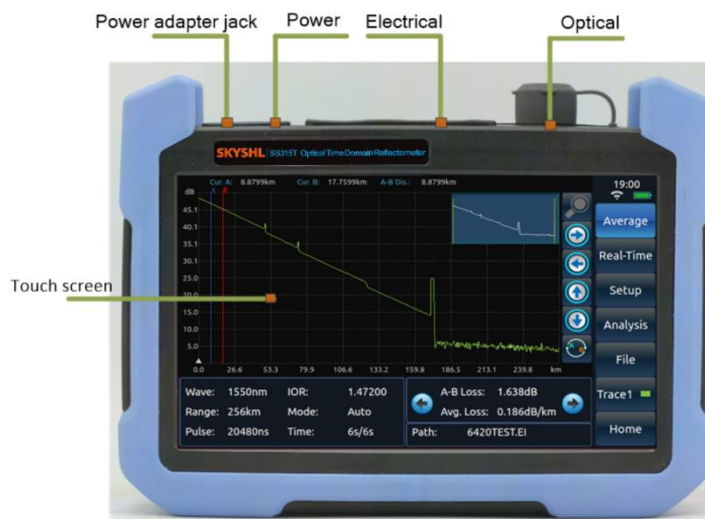 Power adapter jack
Power
Electrical
Optical
SKYSHL SS315T Optical Time Domain Reflectometer
Cur. A: 8.8799km Cur. B: 17.7599km A-B Dis.: 8.8799km
19:00
dB
A B
45.1
40.1
35.1
30.1
25.0
20.0
15.0
10.0
5.0
0.0 26.6 53.3 79.9 106.6 133.2 159.8 186.5 213.1 239.8 km
Average
Real-Time
Setup
Analysis
File
Trace1
Home
Touch screen
Wave: 1550nm IOR: 1.47200
Range: 256km Mode: Auto
Pulse: 20480ns Time: 6s/6s
A-B Loss: 1.638dB
Avg. Loss: 0.186dB/km
Path: 6420TEST.EI